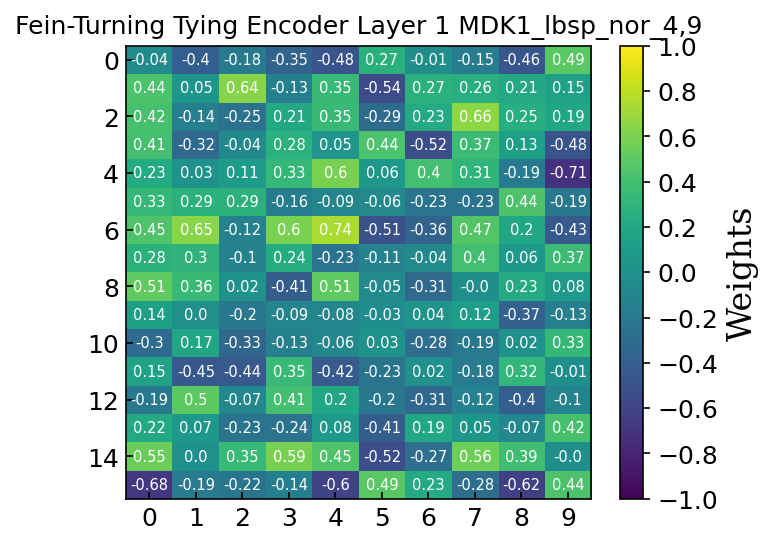 Fein-Turning Tying Encoder Layer 1 MDK1_lbsp_nor_4,9
0 -0.04 -0.4 -0.18 -0.35 -0.48 0.27 -0.01 -0.15 -0.46 0.49
0.44 0.05 0.64 -0.13 0.35 -0.54 0.27 0.26 0.21 0.15
2 0.42 -0.14 -0.25 0.21 0.35 -0.29 0.23 0.66 0.25 0.19
0.41 -0.32 -0.04 0.28 0.05 0.44 -0.52 0.37 0.13 -0.48
4 0.23 0.03 0.11 0.33 0.6 0.06 0.4 0.31 -0.19 -0.71
0.33 0.29 0.29 -0.16 -0.09 -0.06 -0.23 -0.23 0.44 -0.19
6 0.45 0.65 -0.12 0.6 0.74 -0.51 -0.36 0.47 0.2 -0.43
0.28 0.3 -0.1 0.24 -0.23 -0.11 -0.04 0.4 0.06 0.37
8 0.51 0.36 0.02 -0.41 0.51 -0.05 -0.31 -0.0 0.23 0.08
0.14 0.0 -0.2 -0.09 -0.08 -0.03 0.04 0.12 -0.37 -0.13
10 -0.3 0.17 -0.33 -0.13 -0.06 0.03 -0.28 -0.19 0.02 0.33
0.15 -0.45 -0.44 0.35 -0.42 -0.23 0.02 -0.18 0.32 -0.01
12 -0.19 0.5 -0.07 0.41 0.2 -0.2 -0.31 -0.12 -0.4 -0.1
0.22 0.07 -0.23 -0.24 0.08 -0.41 0.19 0.05 -0.07 0.42
14 0.55 0.0 0.35 0.59 0.45 -0.52 -0.27 0.56 0.39 -0.0
-0.68 -0.19 -0.22 -0.14 -0.6 0.49 0.23 -0.28 -0.62 0.44
0 1 2 3 4 5 6 7 8 9
1.0
0.8
0.6
0.4
0.2
0.0
−0.2
−0.4
−0.6
−0.8
−1.0
Weights